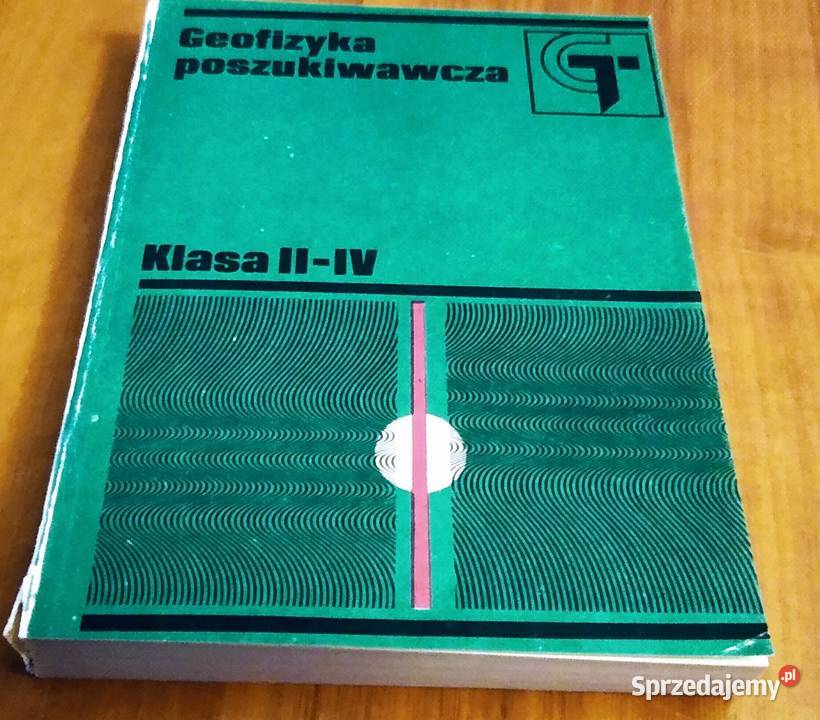 Geofizyka
poszukiwawcza
Klasa II-IV
Sprzedajemy.pl